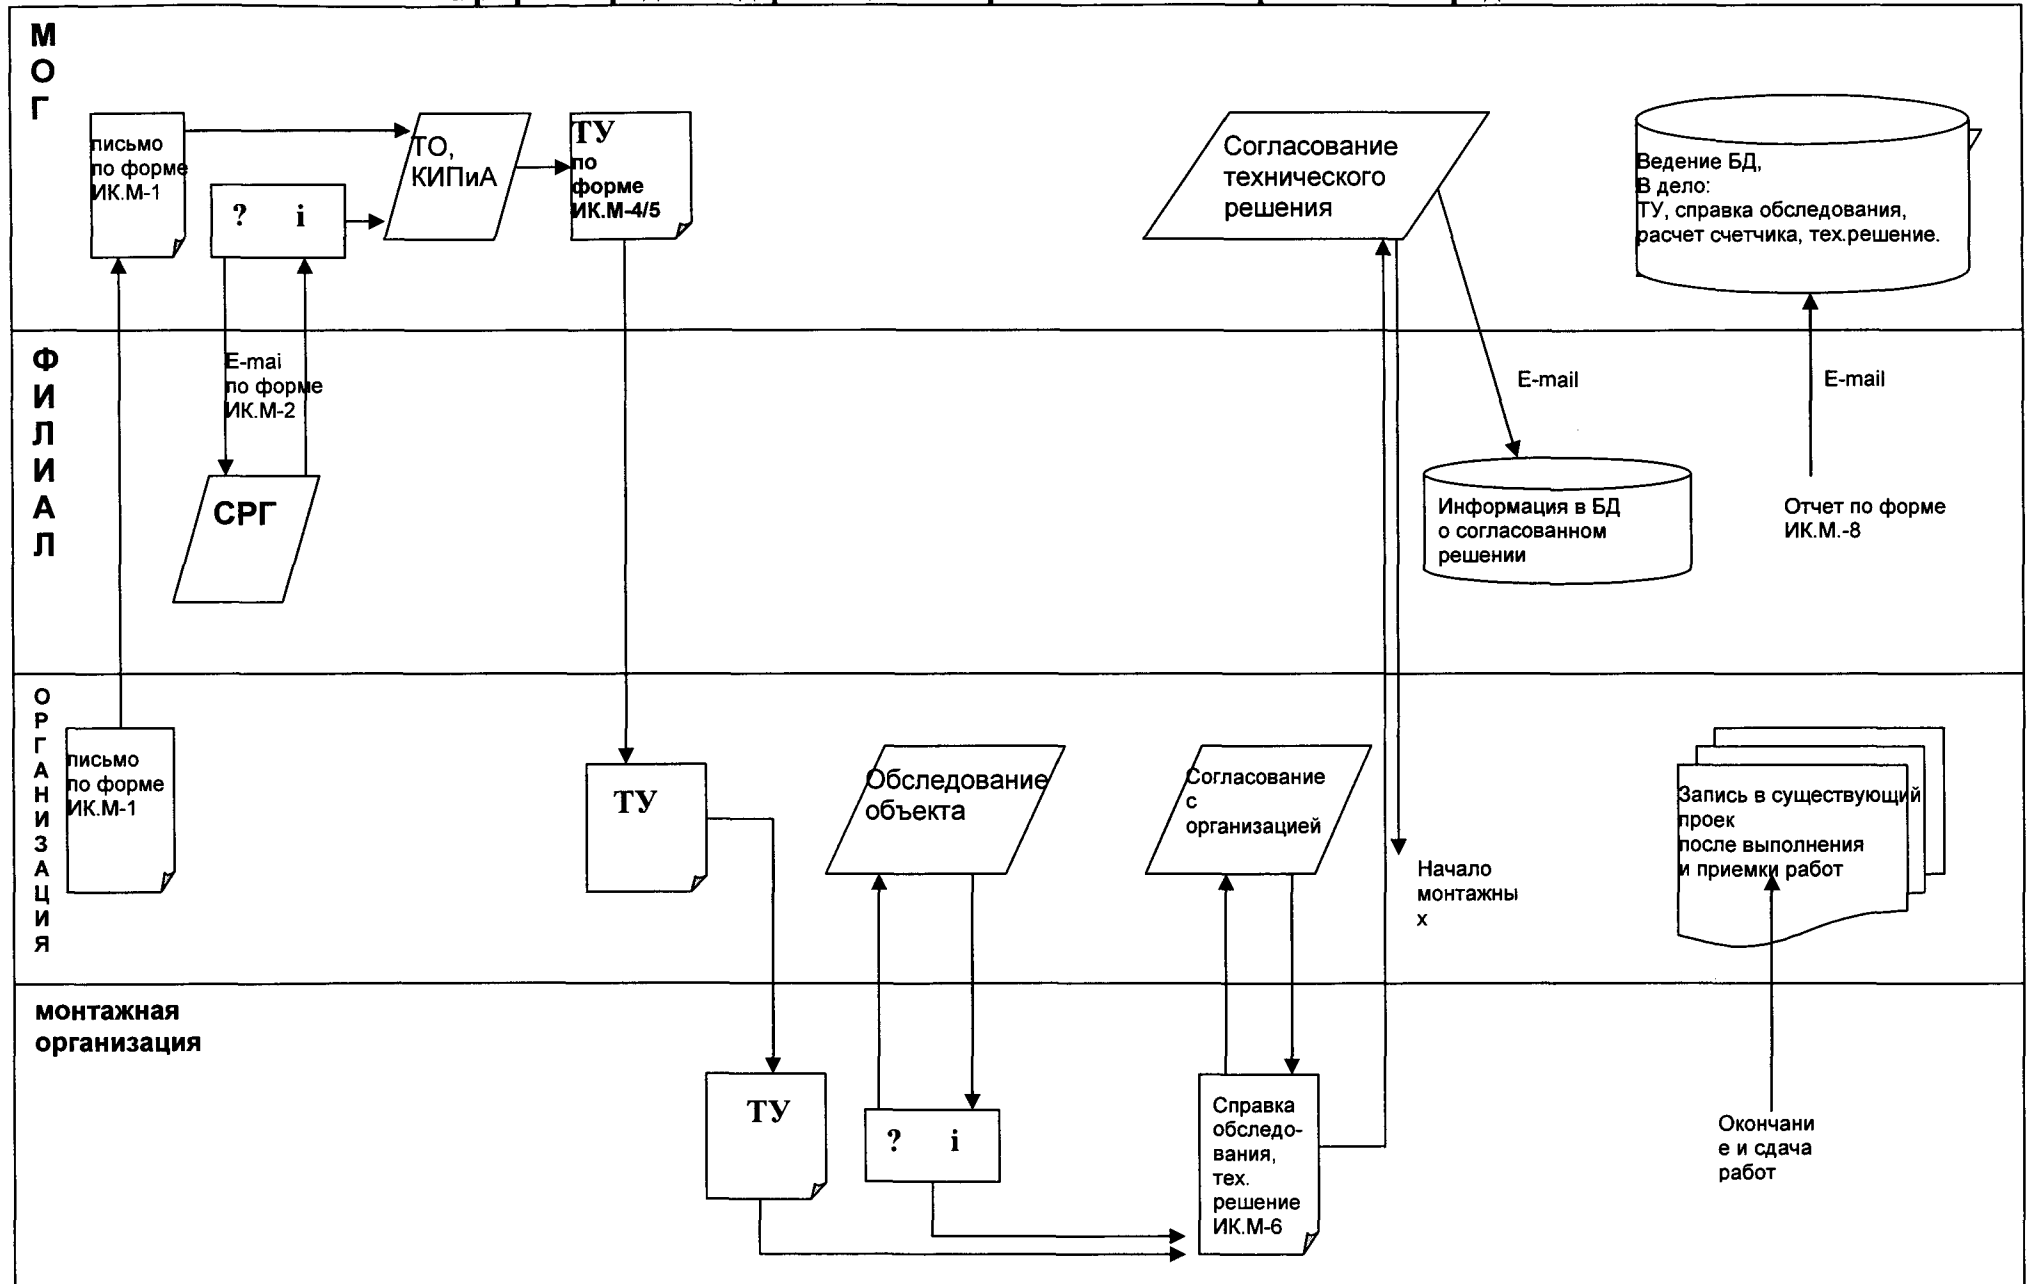 МОГ
письмо
по форме
ИК.М-1
? i
ТО,
КИПиА
ТУ
по
форме
ИК.М-4/5
Согласование
технического
решения
Ведение БД,
В дело:
ТУ, справка обследования,
расчет счетчика, тех.решение.
ФИЛИАЛ
E-mai
по форме
ИК.М-2
СРГ
E-mail
E-mail
Информация в БД
о согласованном
решении
Отчет по форме
ИК.М.-8
ОРГАНИЗАЦИЯ
письмо
по форме
ИК.М-1
ТУ
Обследование
объекта
Согласование
с
организацией
Начало
монтажны
х
Запись в существующий
проек
после выполнения
и приемки работ
монтажная
организация
ТУ
? i
Справка
обследо-
вания,
тех.
решение
ИК.М-6
Окончани
е и сдача
работ